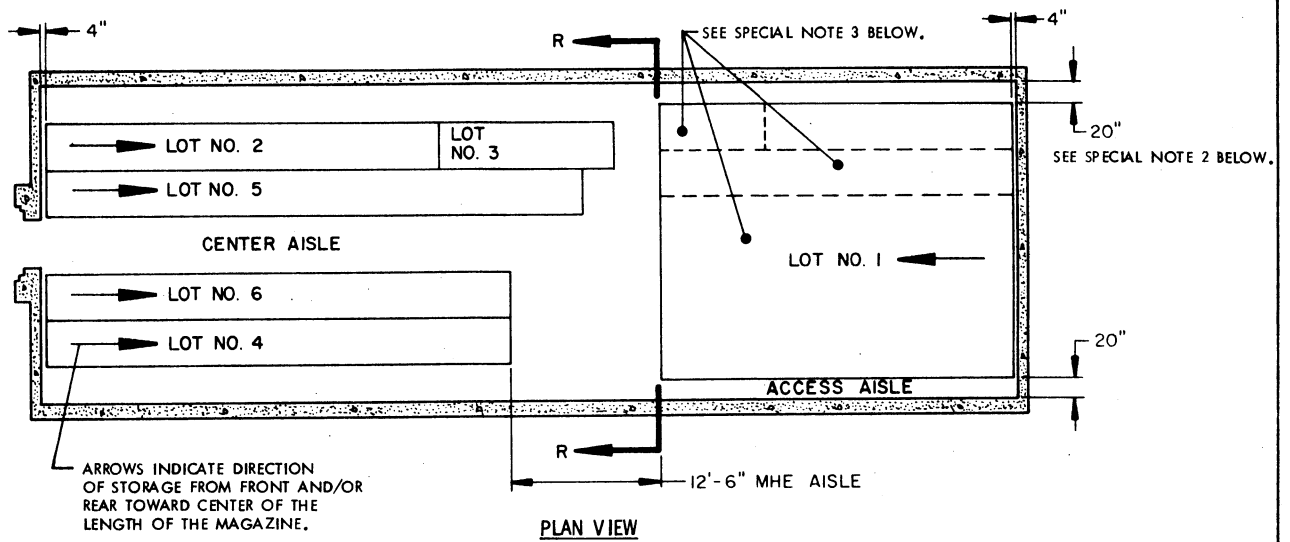 4"
4"
R
SEE SPECIAL NOTE 3 BELOW.
20"
SEE SPECIAL NOTE 2 BELOW.
LOT NO. 2
LOT
NO. 3
LOT NO. 5
CENTER AISLE
LOT NO. 1
LOT NO. 6
LOT NO. 4
20"
ACCESS AISLE
R
ARROWS INDICATE DIRECTION
OF STORAGE FROM FRONT AND/OR
REAR TOWARD CENTER OF THE
LENGTH OF THE MAGAZINE.
12'-6" MHE AISLE
PLAN VIEW